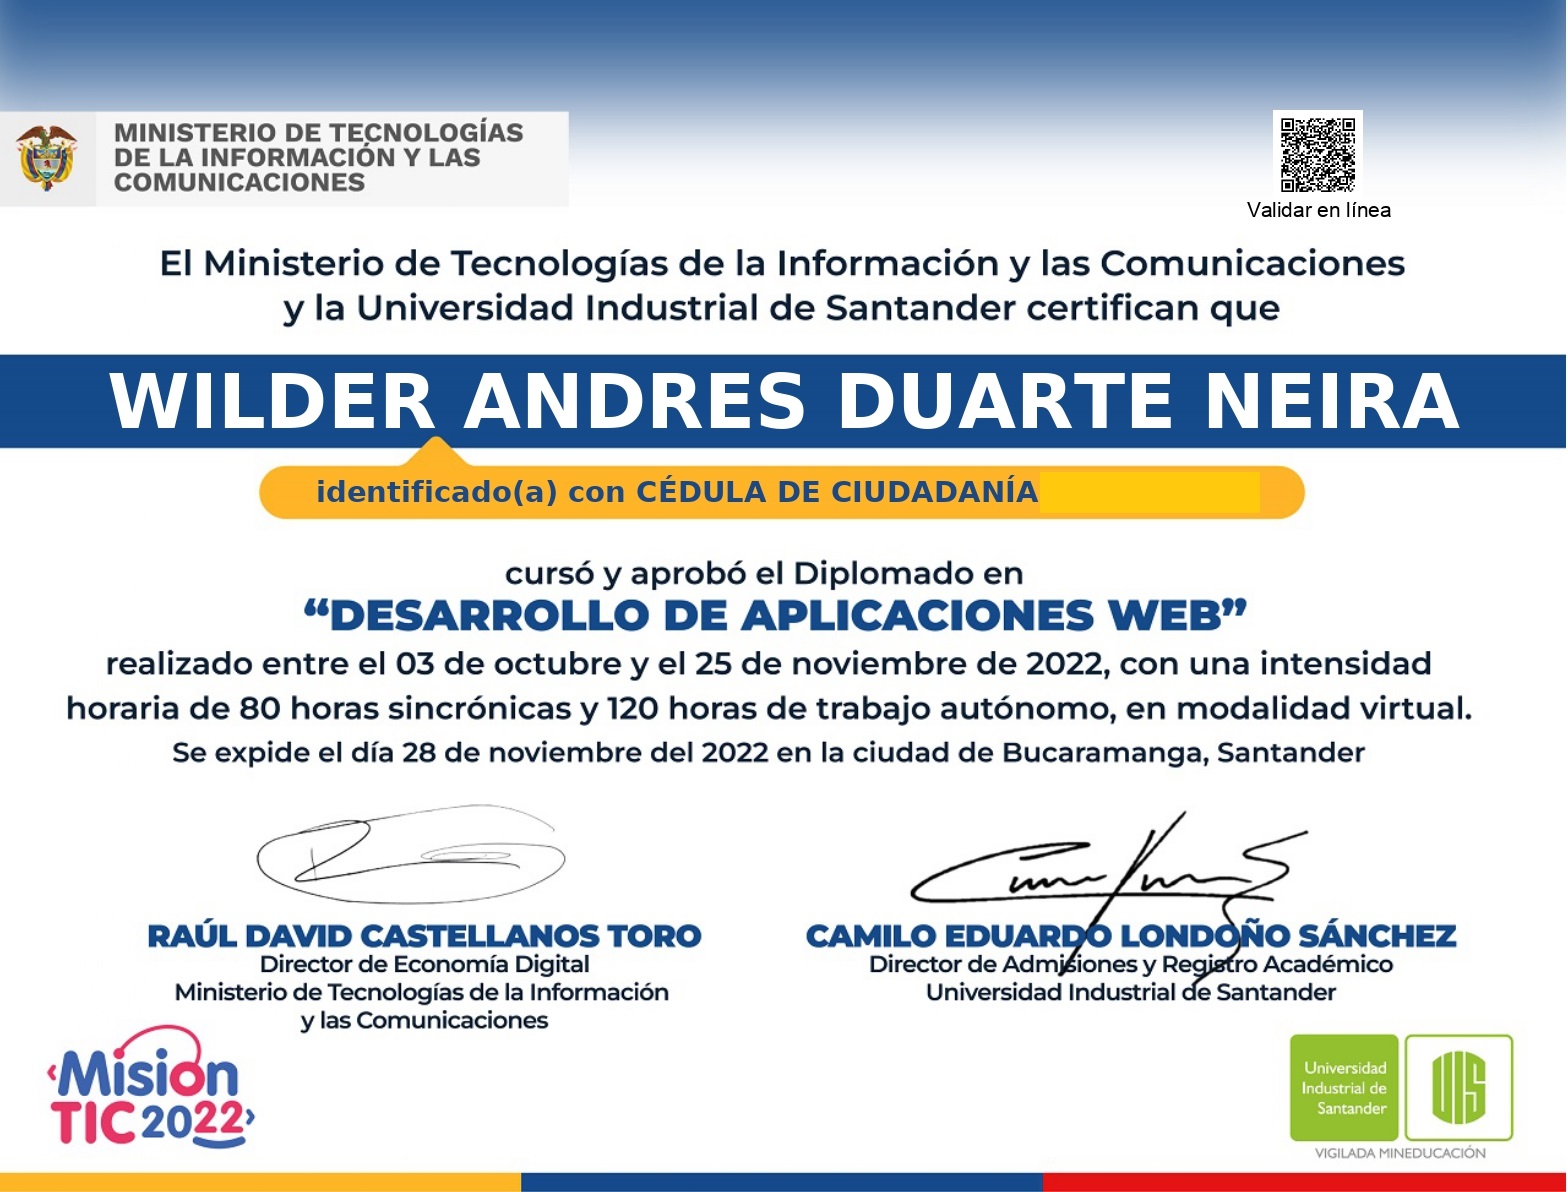 MINISTERIO DE TECNOLOGÍAS
DE LA INFORMACIÓN Y LAS
COMUNICACIONES
Validar en línea
El Ministerio de Tecnologías de la Información y las Comunicaciones
y la Universidad Industrial de Santander certifican que
WILDER ANDRES DUARTE NEIRA
identificado(a) con CÉDULA DE CIUDADANÍA
cursó y aprobó el Diplomado en
“DESARROLLO DE APLICACIONES WEB”
realizado entre el 03 de octubre y el 25 de noviembre de 2022, con una intensidad
horaria de 80 horas sincrónicas y 120 horas de trabajo autónomo, en modalidad virtual.
Se expide el día 28 de noviembre del 2022 en la ciudad de Bucaramanga, Santander
RAÚL DAVID CASTELLANOS TORO
Director de Economía Digital
Ministerio de Tecnologías de la Información
y las Comunicaciones
CAMILO EDUARDO LONDOÑO SÁNCHEZ
Director de Admisiones y Registro Académico
Universidad Industrial de Santander
‹Misión
TIC 2022›
Universidad
Industrial de
Santander
UIS
VIGILADA MINEDUCACIÓN